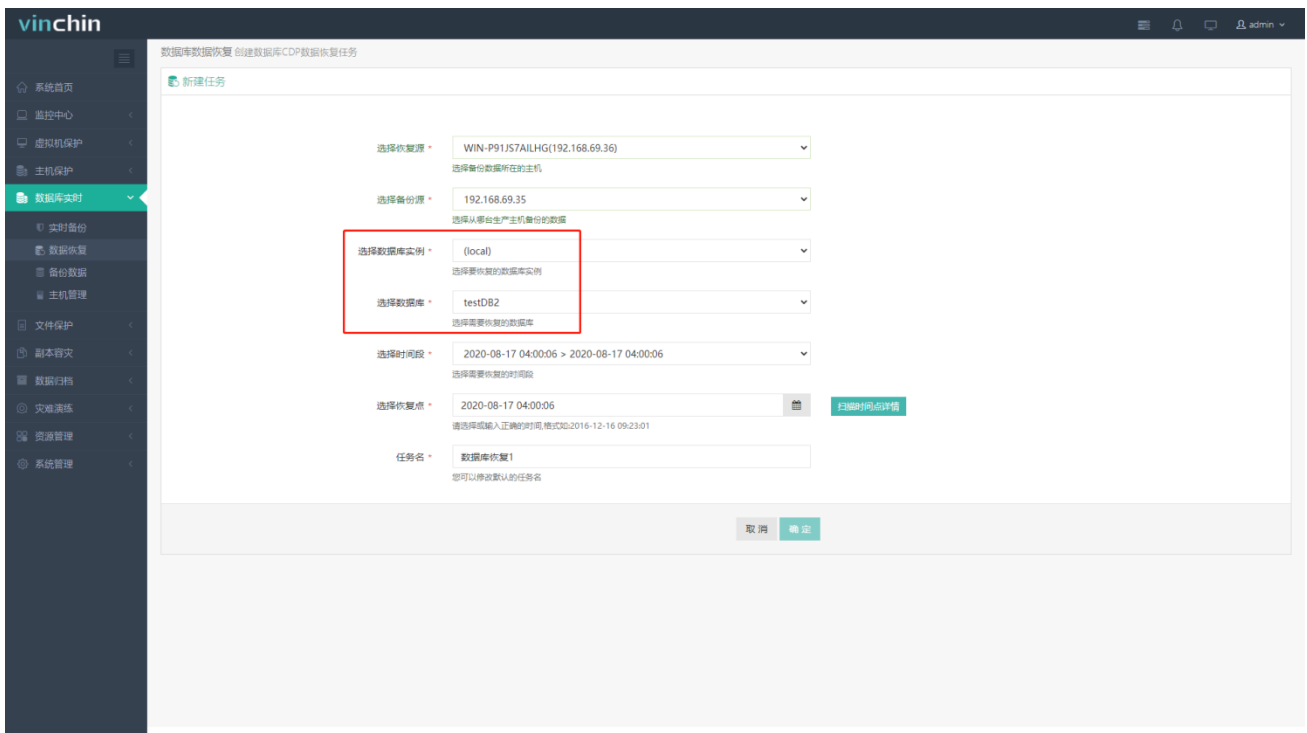 vinchin
admin
数据库数据恢复 创建数据库CDP数据恢复任务
新建任务
系统首页
监控中心
虚拟机保护
主机保护
数据库实时
实时备份
数据恢复
备份数据
主机管理
文件保护
副本容灾
数据归档
灾难演练
资源管理
系统管理
选择恢复源 * WIN-P91JS7AILHG(192.168.69.36)
选择备份数据所在的主机
选择备份源 * 192.168.69.35
选择从哪台生产主机备份的数据
选择数据库实例 * (local)
选择要恢复的数据库实例
选择数据库 * testDB2
选择需要恢复的数据库
选择时间段 * 2020-08-17 04:00:06 > 2020-08-17 04:00:06
选择需要恢复的时间段
选择恢复点 * 2020-08-17 04:00:06 扫描时间点详情
请选择或输入正确的时间,格式如:2016-12-16 09:23:01
任务名 * 数据库恢复1
您可以修改默认的任务名
取消 确定